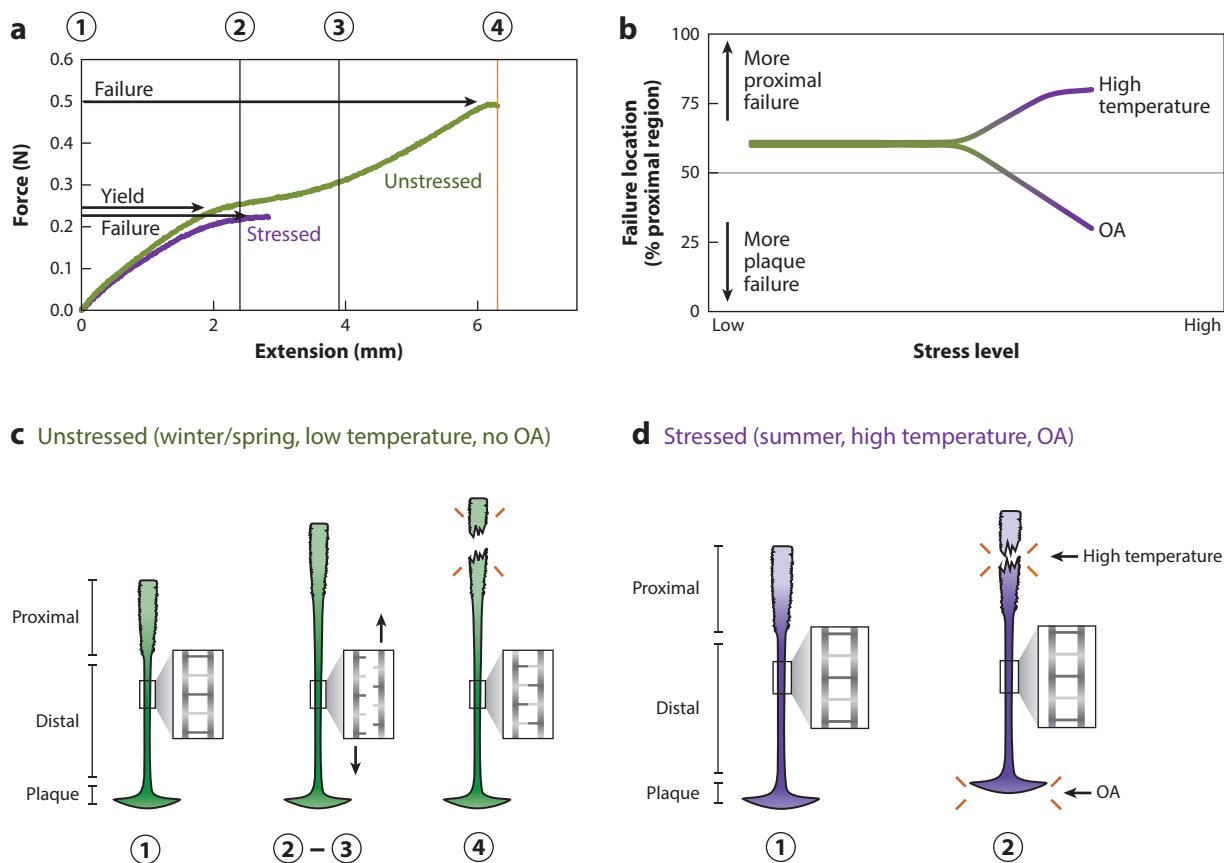 a
1 2 3 4
0.6
0.5
0.4
0.3
0.2
0.1
0.0
Force (N)
Failure
Yield
Failure
Unstressed
Stressed
0 2 4 6
Extension (mm)
b
100
75
50
25
0
Failure location
(% proximal region)
More
proximal
failure
More
plaque
failure
High
temperature
OA
Low High
Stress level
c Unstressed (winter/spring, low temperature, no OA)
Proximal
Distal
Plaque
1 2 – 3 4
d Stressed (summer, high temperature, OA)
Proximal
Distal
Plaque
High temperature
OA
1 2